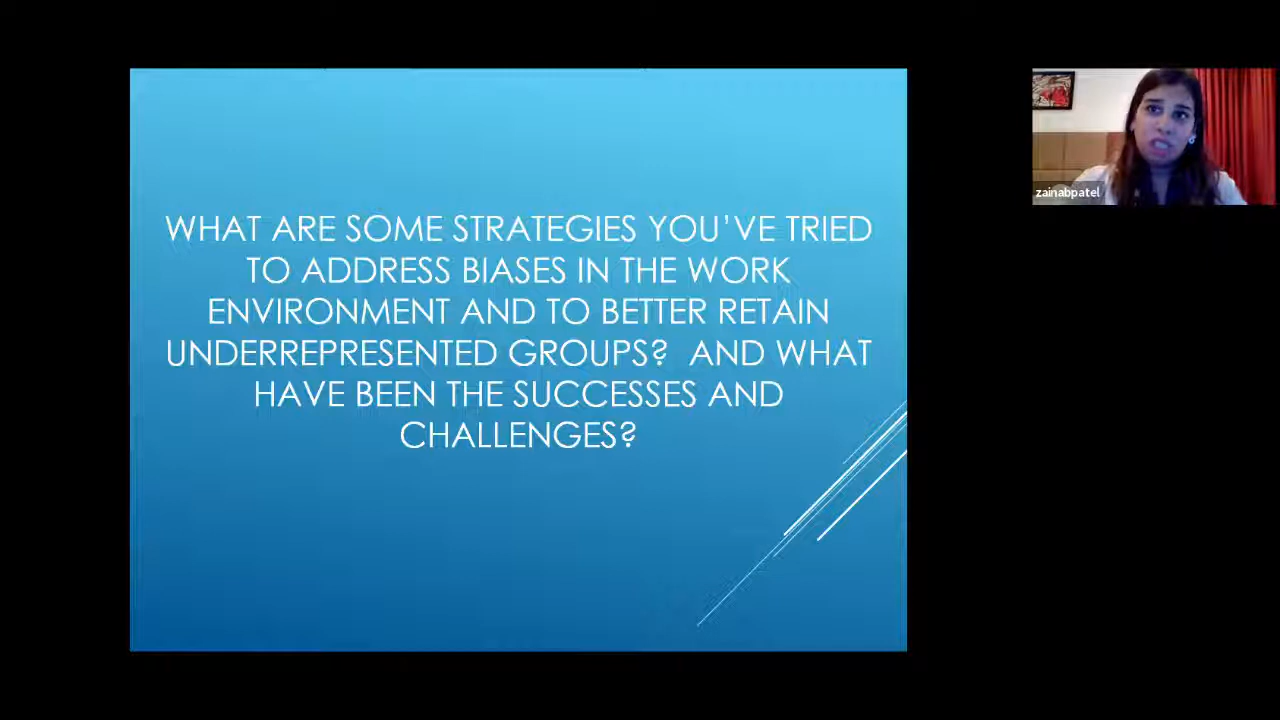 WHAT ARE SOME STRATEGIES YOU'VE TRIED
TO ADDRESS BIASES IN THE WORK
ENVIRONMENT AND TO BETTER RETAIN
UNDERREPRESENTED GROUPS?  AND WHAT
HAVE BEEN THE SUCCESSES AND
CHALLENGES?
zainabpatel